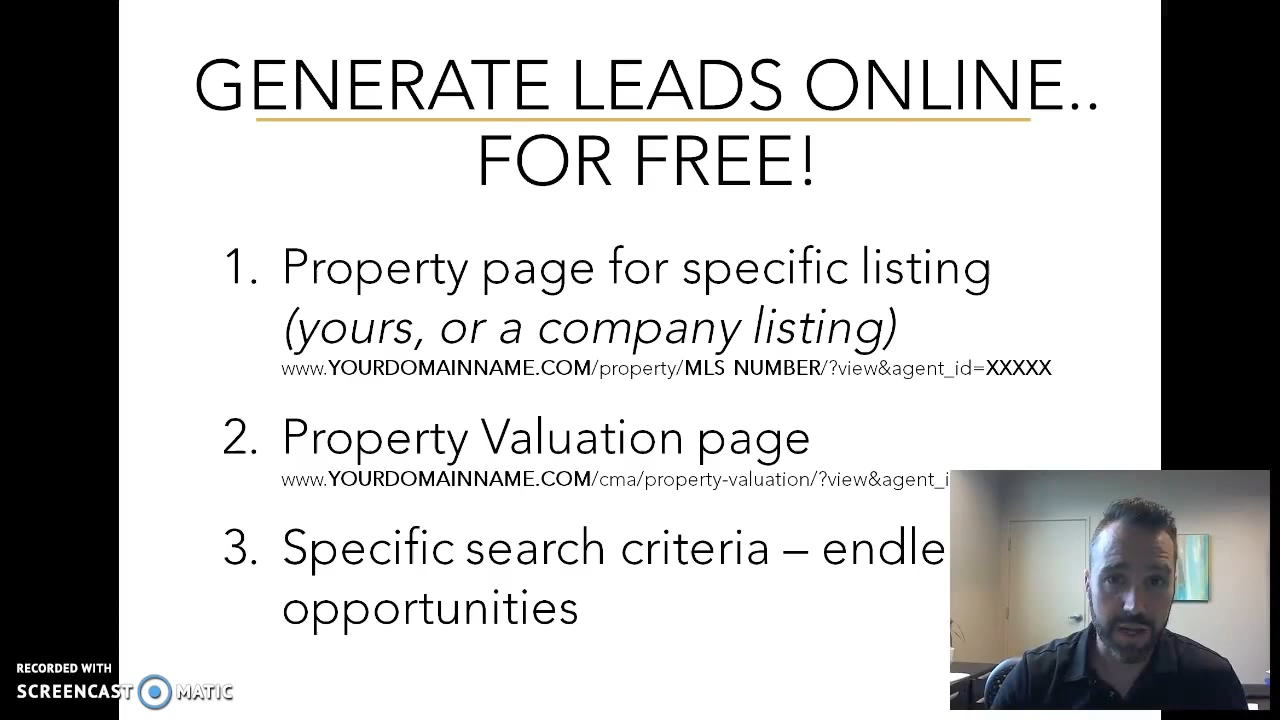 GENERATE LEADS ONLINE..
FOR FREE!
1. Property page for specific listing
(yours, or a company listing)
www.YOURDOMAINNAME.COM/property/MLS NUMBER/?view&agent_id=XXXXX
2. Property Valuation page
www.YOURDOMAINNAME.COM/cma/property-valuation/?view&agent_i
3. Specific search criteria – endle
opportunities
RECORDED WITH
SCREENCAST MATIC